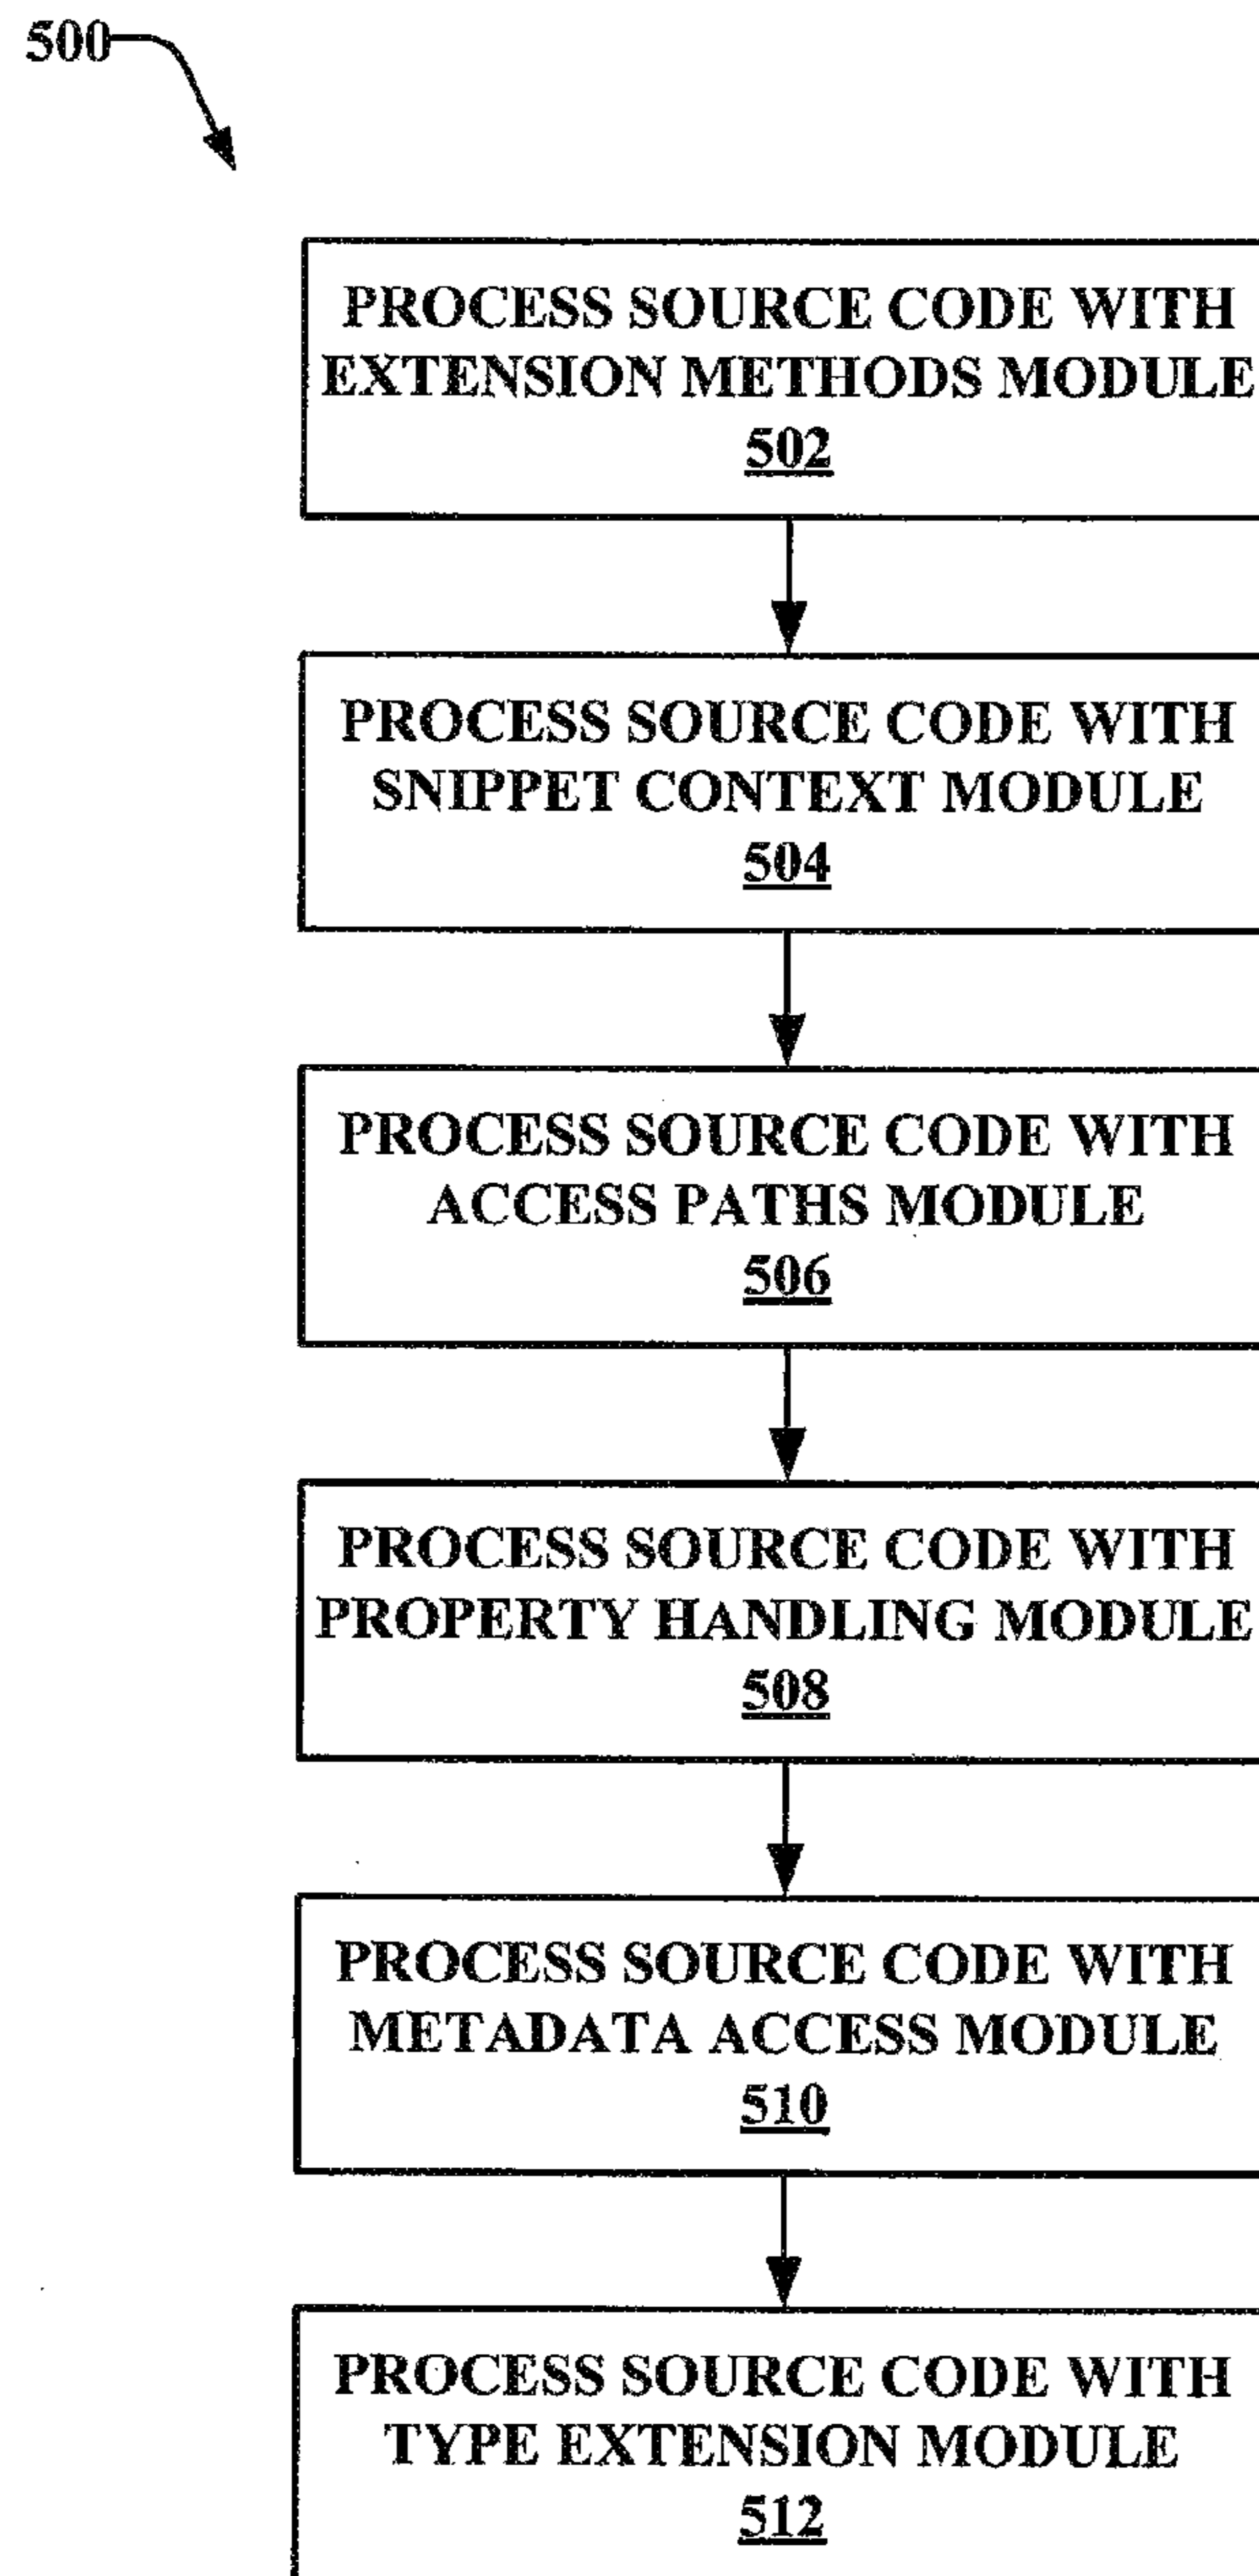 500
PROCESS SOURCE CODE WITH
EXTENSION METHODS MODULE
502
PROCESS SOURCE CODE WITH
SNIPPET CONTEXT MODULE
504
PROCESS SOURCE CODE WITH
ACCESS PATHS MODULE
506
PROCESS SOURCE CODE WITH
PROPERTY HANDLING MODULE
508
PROCESS SOURCE CODE WITH
METADATA ACCESS MODULE
510
PROCESS SOURCE CODE WITH
TYPE EXTENSION MODULE
512